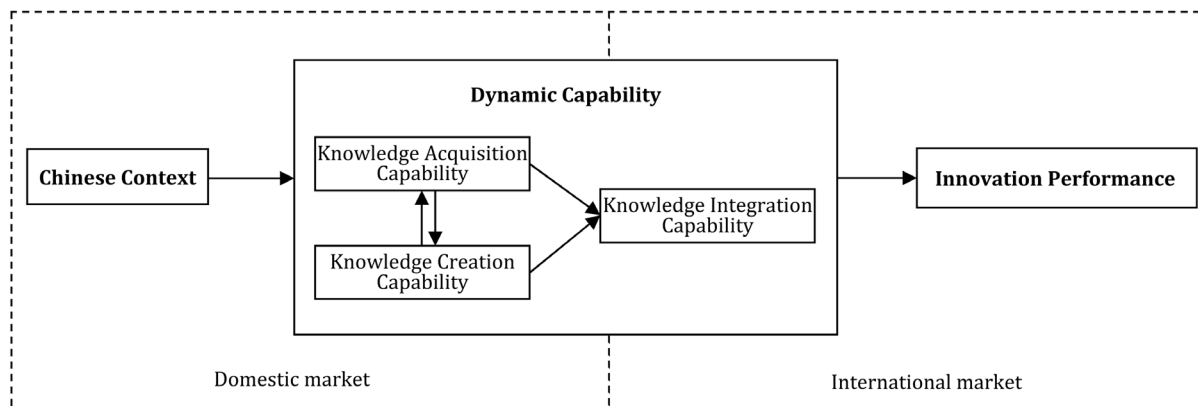 Dynamic Capability
Chinese Context
Knowledge Acquisition
Capability
Knowledge Creation
Capability
Knowledge Integration
Capability
Innovation Performance
Domestic market
International market